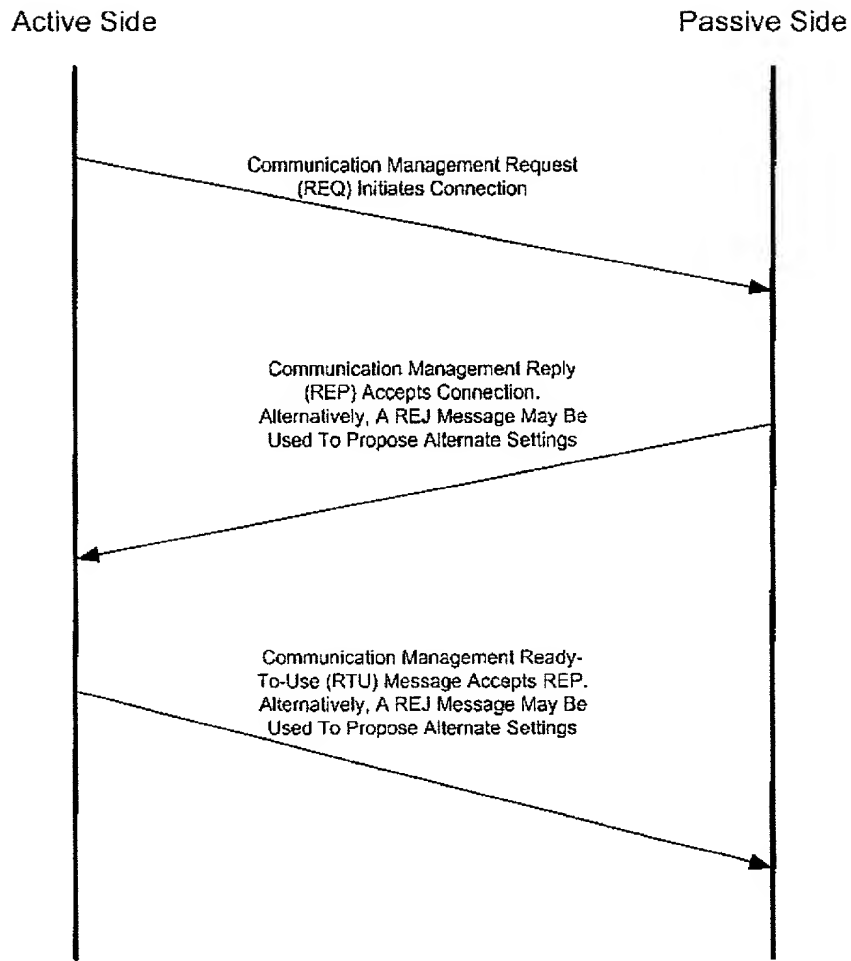 Active Side
Passive Side
Communication Management Request
(REQ) Initiates Connection
Communication Management Reply
(REP) Accepts Connection.
Alternatively, A REJ Message May Be
Used To Propose Alternate Settings
Communication Management Ready-
To-Use (RTU) Message Accepts REP.
Alternatively, A REJ Message May Be
Used To Propose Alternate Settings